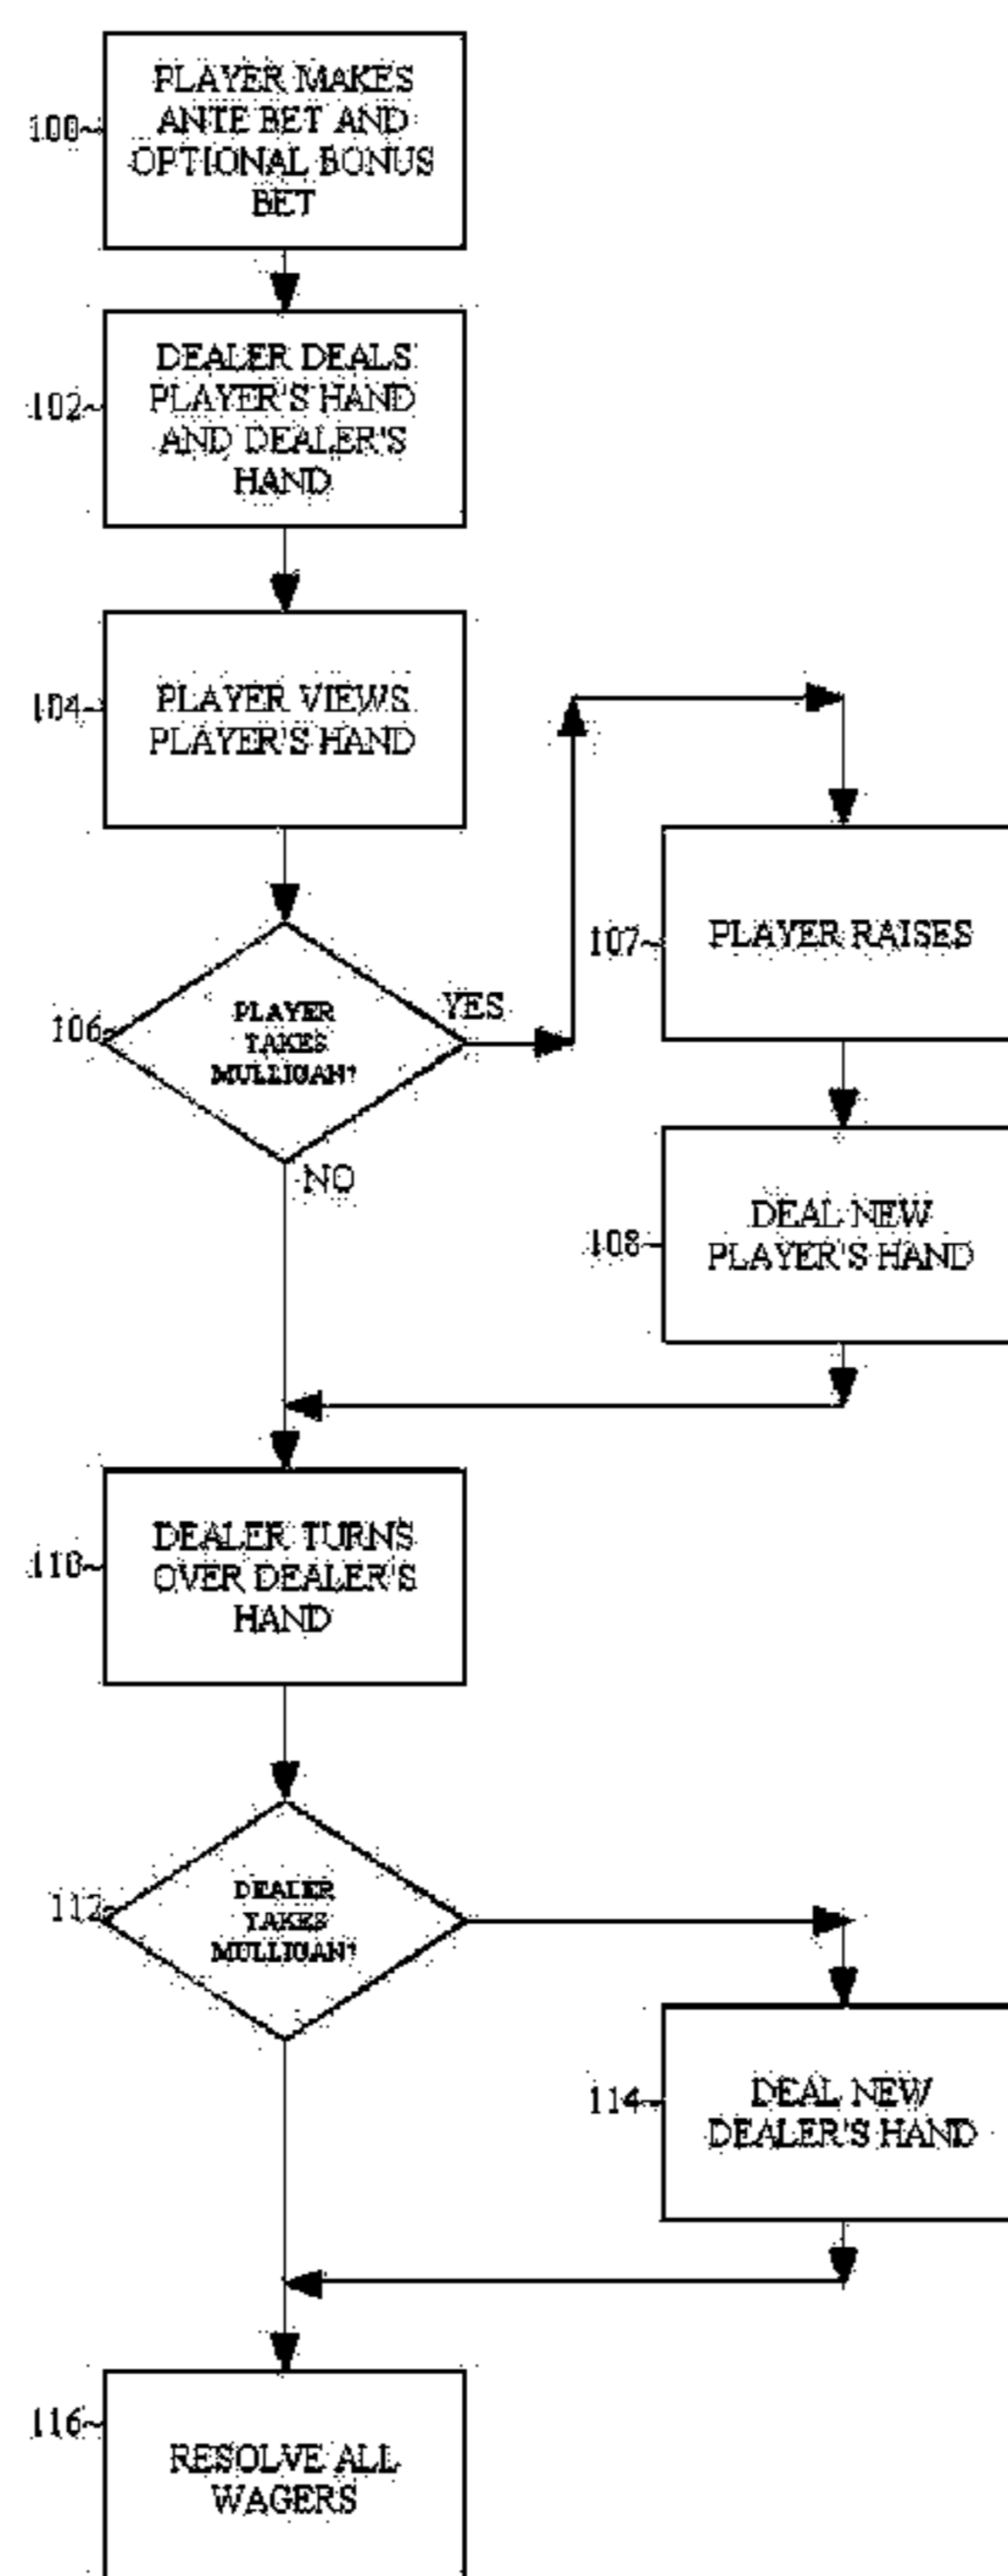 100~
PLAYER MAKES
ANTE BET AND
OPTIONAL BONUS
BET
102~
DEALER DEALS
PLAYER'S HAND
AND DEALER'S
HAND
104~
PLAYER VIEWS
PLAYER'S HAND
106~
PLAYER
TAKES
MULLIGAN?
YES
NO
107~
PLAYER RAISES
108~
DEAL NEW
PLAYER'S HAND
110~
DEALER TURNS
OVER DEALER'S
HAND
112~
DEALER
TAKES
MULLIGAN?
114~
DEAL NEW
DEALER'S HAND
116~
RESOLVE ALL
WAGERS